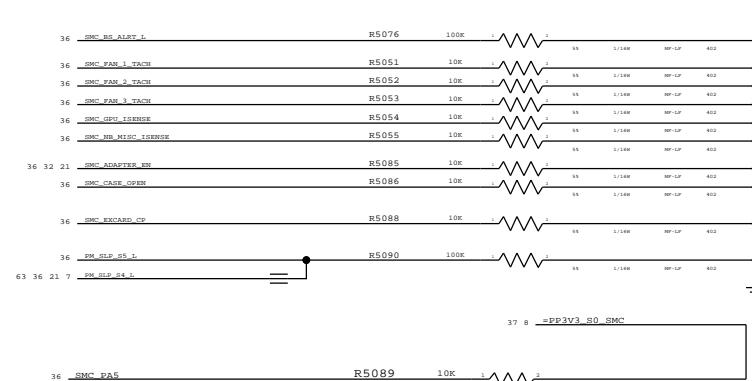 36 SMC_BS_ALRT_L R5076 100K 1 2
5% 1/16W MF-LF 402
36 SMC_FAN_1_TACH R5051 10K 1 2
5% 1/16W MF-LF 402
36 SMC_FAN_2_TACH R5052 10K 1 2
5% 1/16W MF-LF 402
36 SMC_FAN_3_TACH R5053 10K 1 2
5% 1/16W MF-LF 402
36 SMC_GPU_ISENSE R5054 10K 1 2
5% 1/16W MF-LF 402
36 SMC_NB_MISC_ISENSE R5055 10K 1 2
5% 1/16W MF-LF 402
36 32 21 SMC_ADAPTER_EN R5085 10K 1 2
5% 1/16W MF-LF 402
36 SMC_CASE_OPEN R5086 10K 1 2
5% 1/16W MF-LF 402
36 SMC_EXCARD_CP R5088 10K 1 2
5% 1/16W MF-LF 402
36 PM_SLP_S5_L R5090 100K 1 2
5% 1/16W MF-LF 402
63 36 21 7 PM_SLP_S4_L
37 8 =PP3V3_S0_SMC
36 SMC_PA5 R5089 10K 1 2